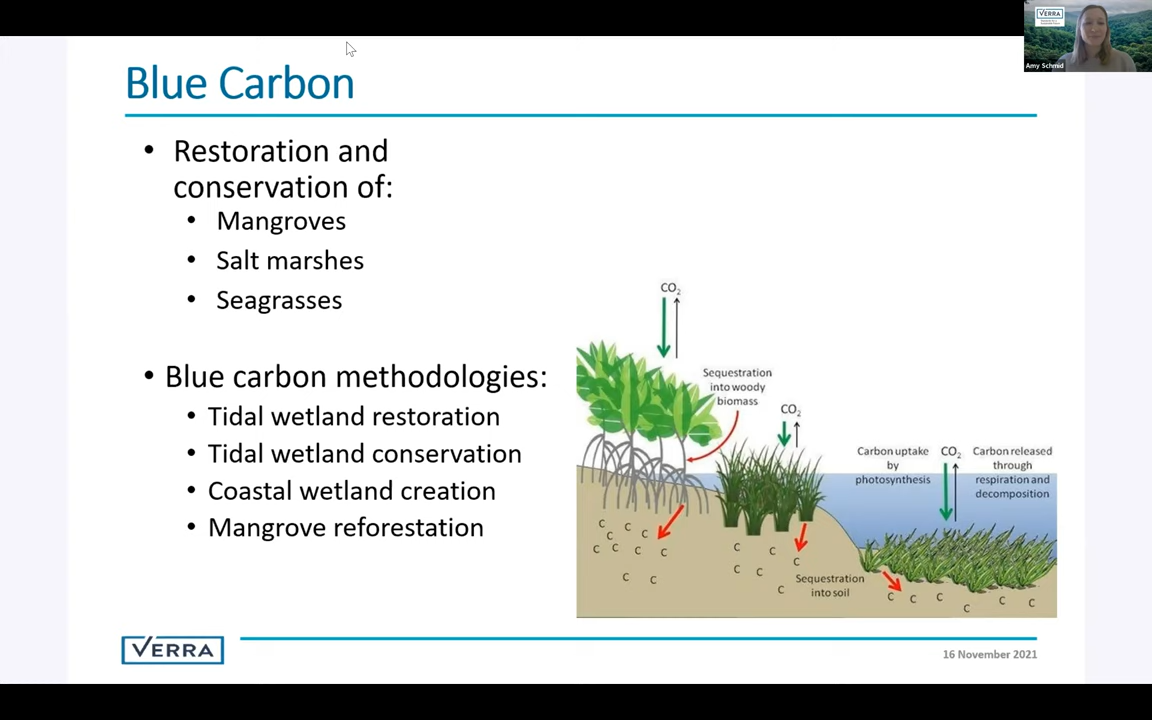 VERRA
Amy Schmid
Blue Carbon
• Restoration and
conservation of:
• Mangroves
• Salt marshes
• Seagrasses
• Blue carbon methodologies:
• Tidal wetland restoration
• Tidal wetland conservation
• Coastal wetland creation
• Mangrove reforestation
CO₂
Sequestration
into woody
biomass
CO₂
Carbon uptake
by
photosynthesis
CO₂
Carbon released
through
respiration and
decomposition
C C C C C C C C C C
C C C C C C
Sequestration
into soil
C C C C C C
VERRA
16 November 2021